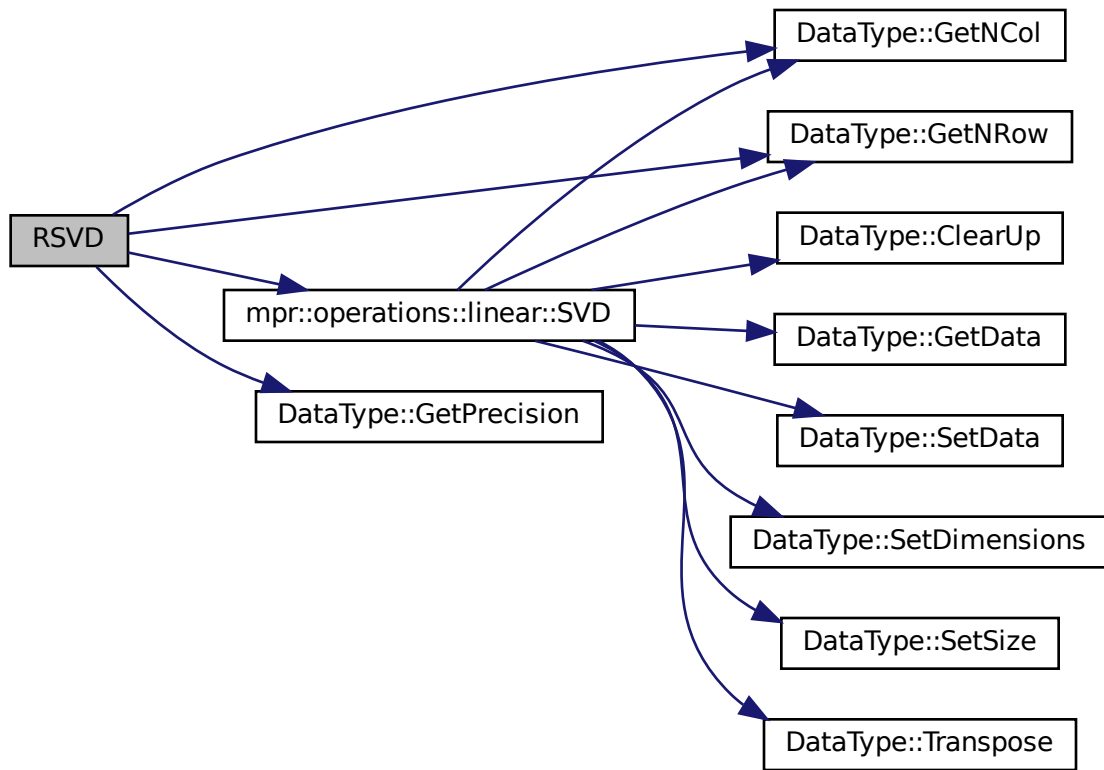 DataType::GetNCol
DataType::GetNRow
RSVD
DataType::ClearUp
mpr::operations::linear::SVD
DataType::GetData
DataType::GetPrecision
DataType::SetData
DataType::SetDimensions
DataType::SetSize
DataType::Transpose